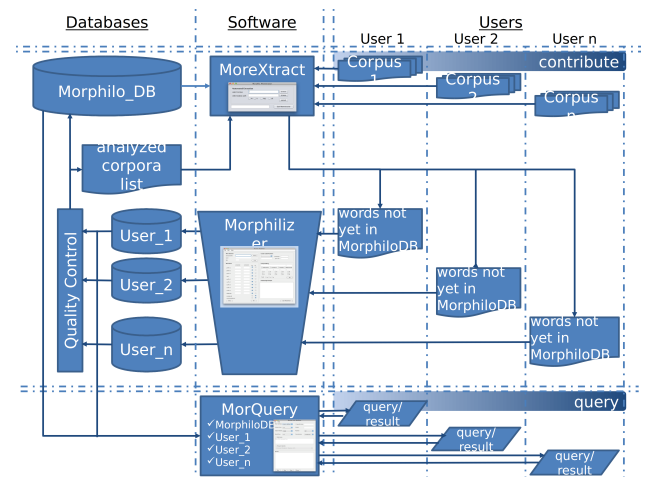 Databases
Software
Users
User 1
User 2
User n
contribute
Morphilo_DB
MoreXtract
Corpus
1
Corpus
2
Corpus
n
analyzed
corpora
list
words not
yet in
MorphiloDB
words not
yet in
MorphiloDB
words not
yet in
MorphiloDB
Quality Control
User_1
User_2
User_n
Morphiliz
er
query
MorQuery
✓MorphiloDB
✓User_1
✓User_2
✓User_n
query/
result
query/
result
query/
result